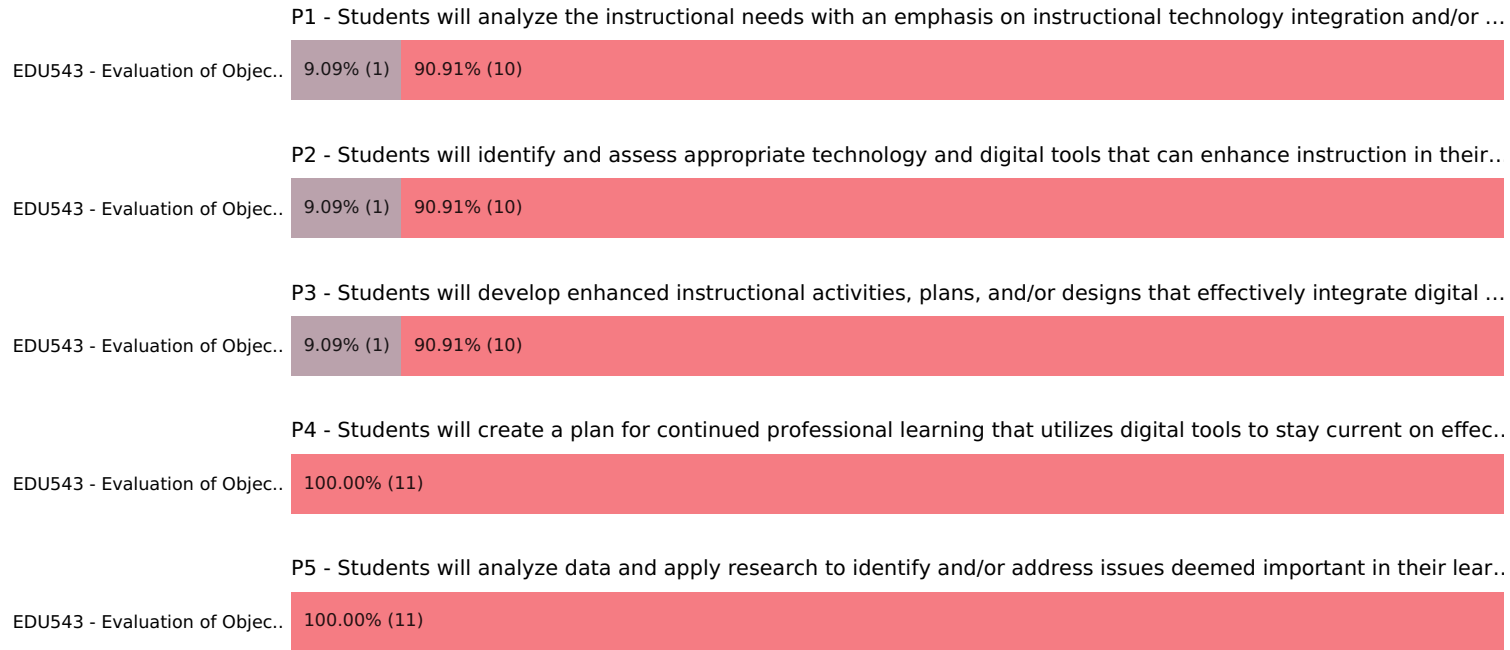 P1 - Students will analyze the instructional needs with an emphasis on instructional technology integration and/or ...
EDU543 - Evaluation of Objec.. 9.09% (1) 90.91% (10)
P2 - Students will identify and assess appropriate technology and digital tools that can enhance instruction in their..
EDU543 - Evaluation of Objec.. 9.09% (1) 90.91% (10)
P3 - Students will develop enhanced instructional activities, plans, and/or designs that effectively integrate digital ...
EDU543 - Evaluation of Objec.. 9.09% (1) 90.91% (10)
P4 - Students will create a plan for continued professional learning that utilizes digital tools to stay current on effec..
EDU543 - Evaluation of Objec.. 100.00% (11)
P5 - Students will analyze data and apply research to identify and/or address issues deemed important in their lear..
EDU543 - Evaluation of Objec.. 100.00% (11)